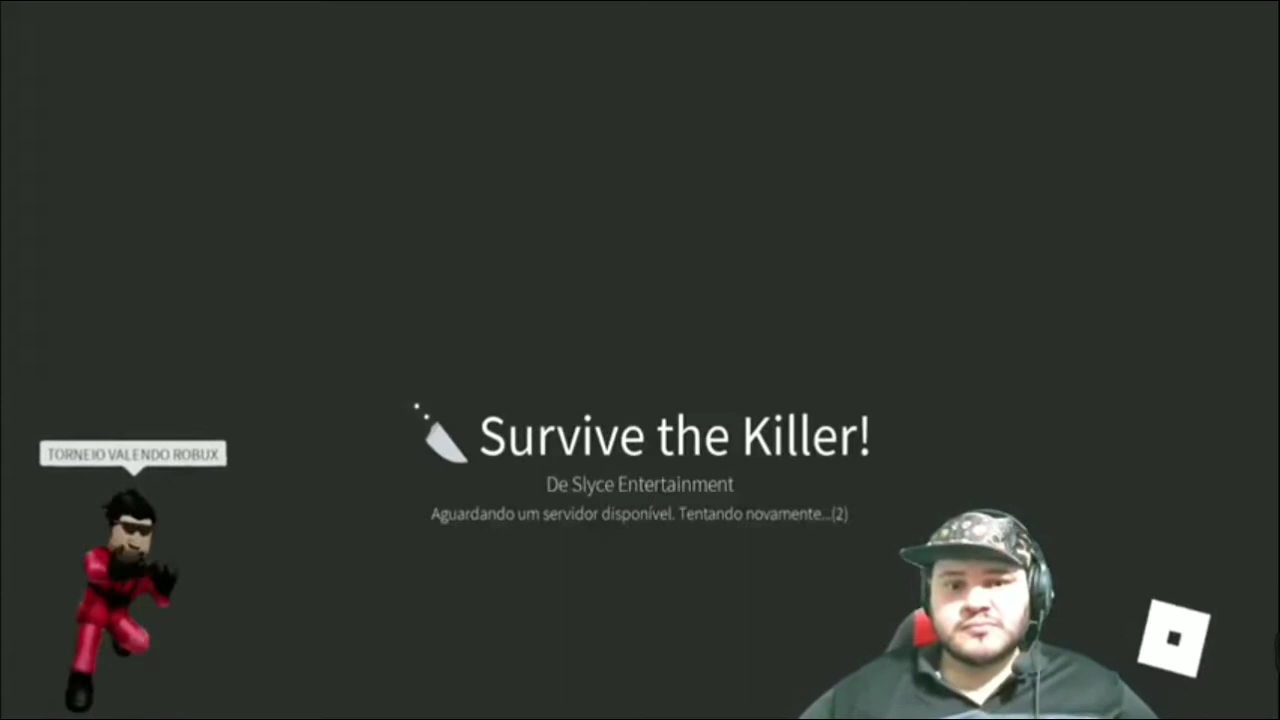 Survive the Killer!
De Slyce Entertainment
Aguardando um servidor disponível. Tentando novamente...(2)
TORNEIO VALENDO ROBUX